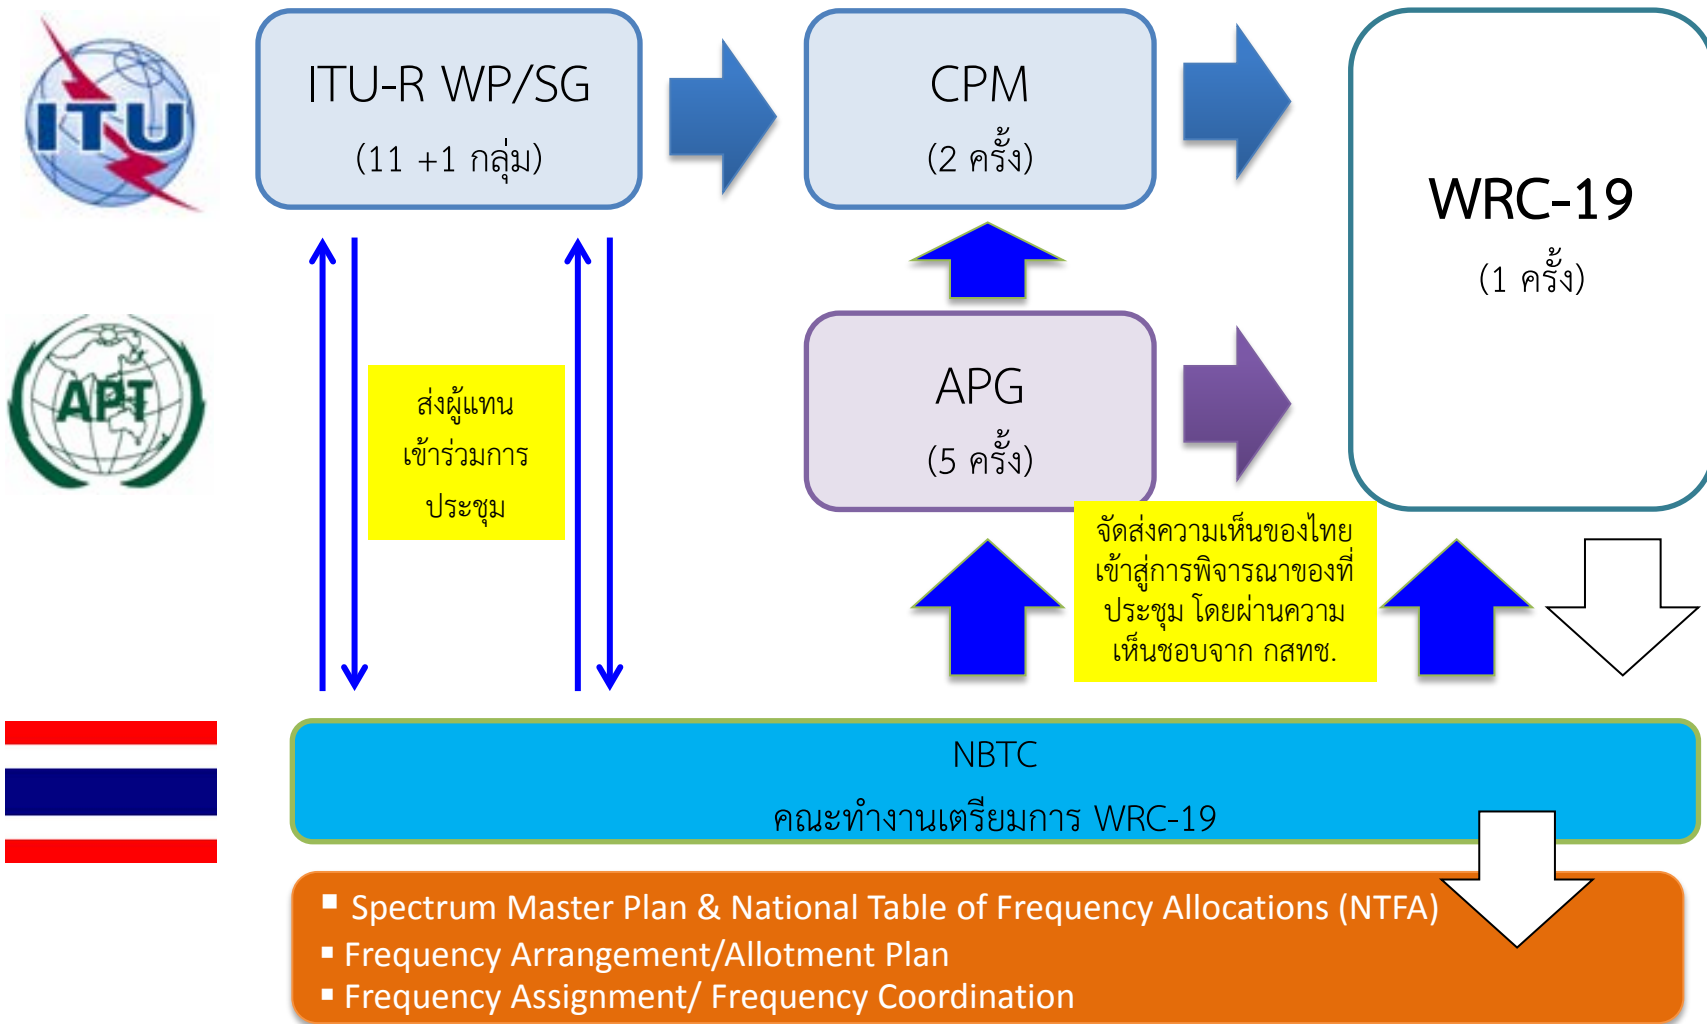 ITU
ITU-R WP/SG
(11 +1 กลุ่ม)
CPM
(2 ครั้ง)
WRC-19
(1 ครั้ง)
APT
APG
(5 ครั้ง)
ส่งผู้แทน
เข้าร่วมการ
ประชุม
จัดส่งความเห็นของไทย
เข้าสู่การพิจารณาของที่
ประชุม โดยผ่านความ
เห็นชอบจาก กสทช.
NBTC
คณะทำงานเตรียมการ WRC-19
▪ Spectrum Master Plan & National Table of Frequency Allocations (NTFA)
▪ Frequency Arrangement/Allotment Plan
▪ Frequency Assignment/ Frequency Coordination